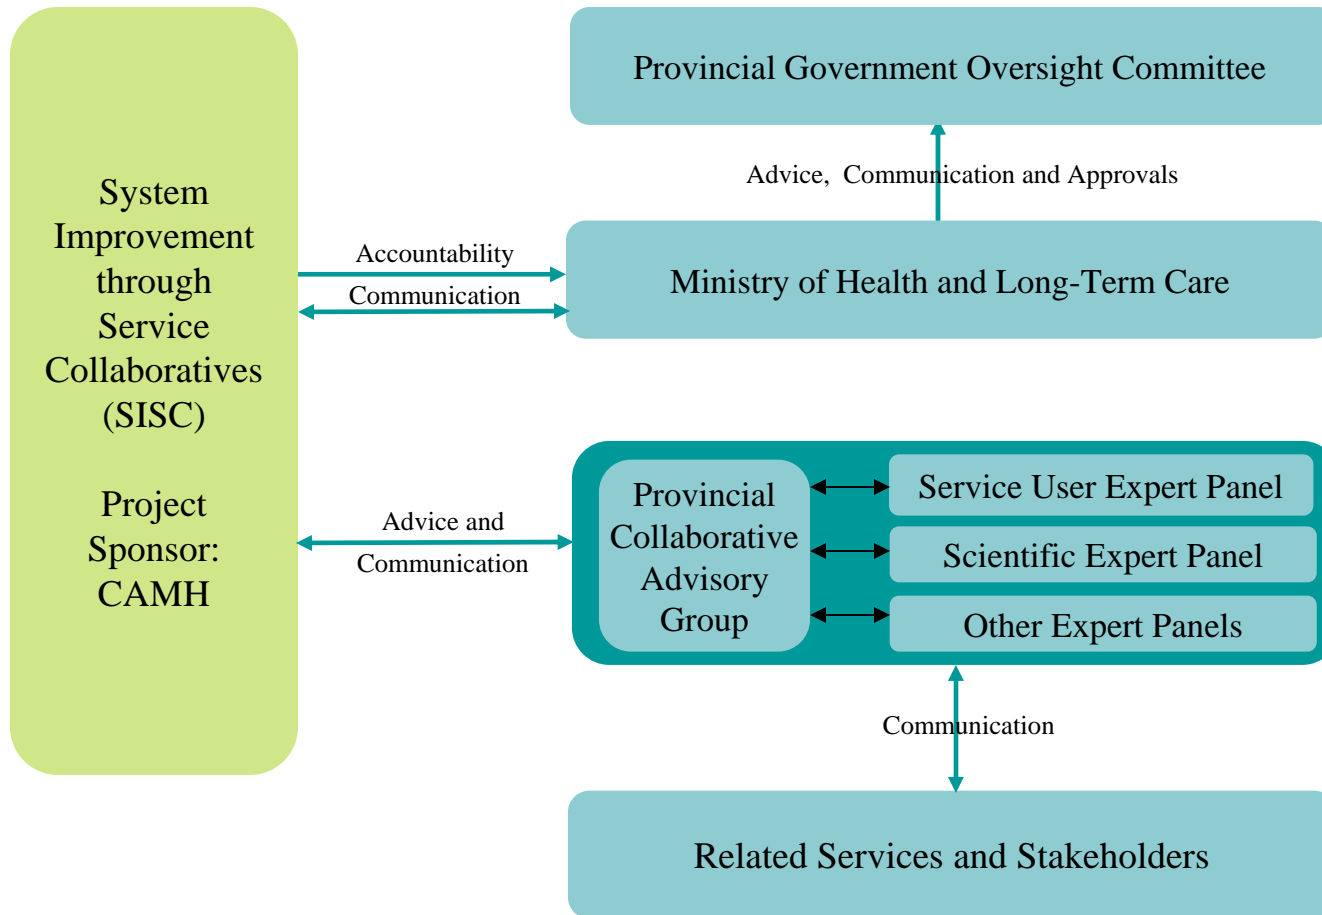 System
Improvement
through
Service
Collaboratives
(SISC)
Project
Sponsor:
CAMH
Provincial Government Oversight Committee
Advice,  Communication and Approvals
Accountability
Communication
Ministry of Health and Long-Term Care
Advice and
Communication
Provincial
Collaborative
Advisory
Group
Service User Expert Panel
Scientific Expert Panel
Other Expert Panels
Communication
Related Services and Stakeholders